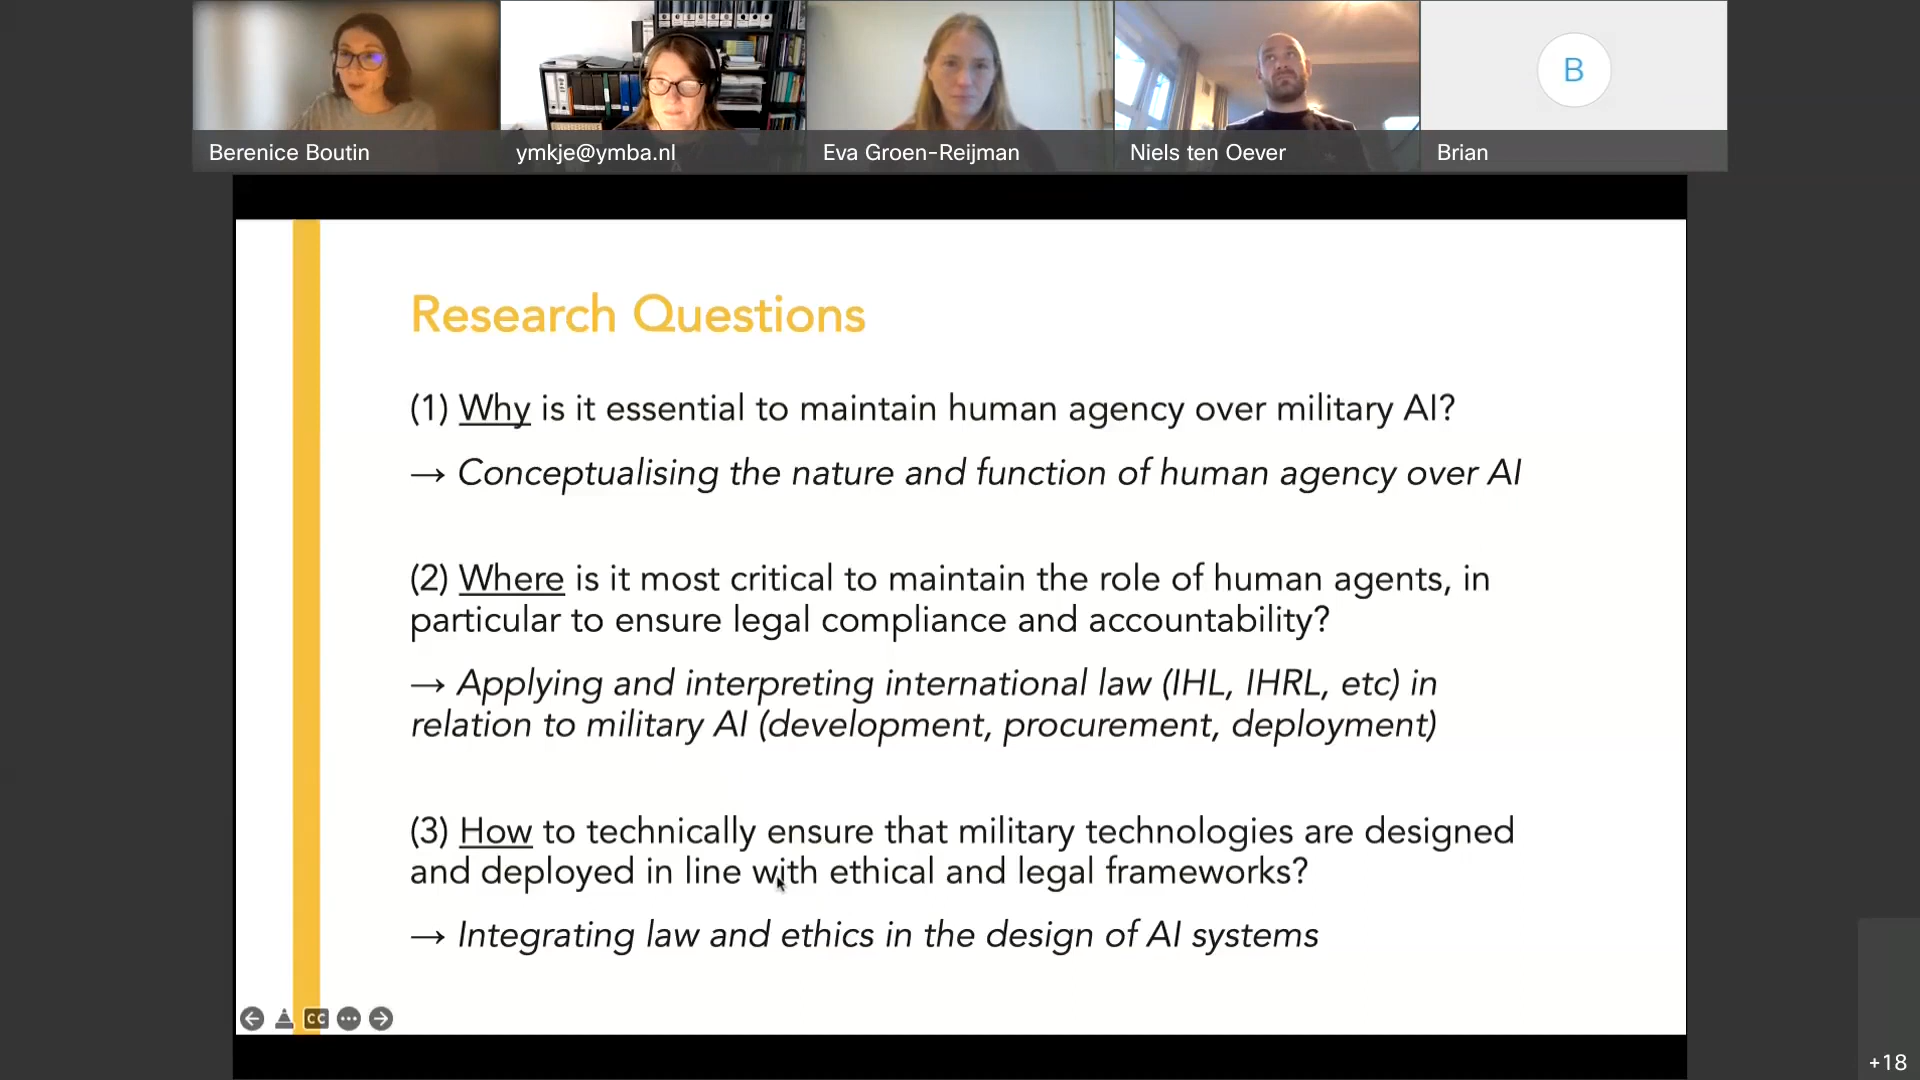 Berenice Boutin
ymkje@ymba.nl
Eva Groen-Reijman
Niels ten Oever
B
Brian
Research Questions
(1) Why is it essential to maintain human agency over military AI?
→ Conceptualising the nature and function of human agency over AI
(2) Where is it most critical to maintain the role of human agents, in
particular to ensure legal compliance and accountability?
→ Applying and interpreting international law (IHL, IHRL, etc) in
relation to military AI (development, procurement, deployment)
(3) How to technically ensure that military technologies are designed
and deployed in line with ethical and legal frameworks?
→ Integrating law and ethics in the design of AI systems
CC
+18